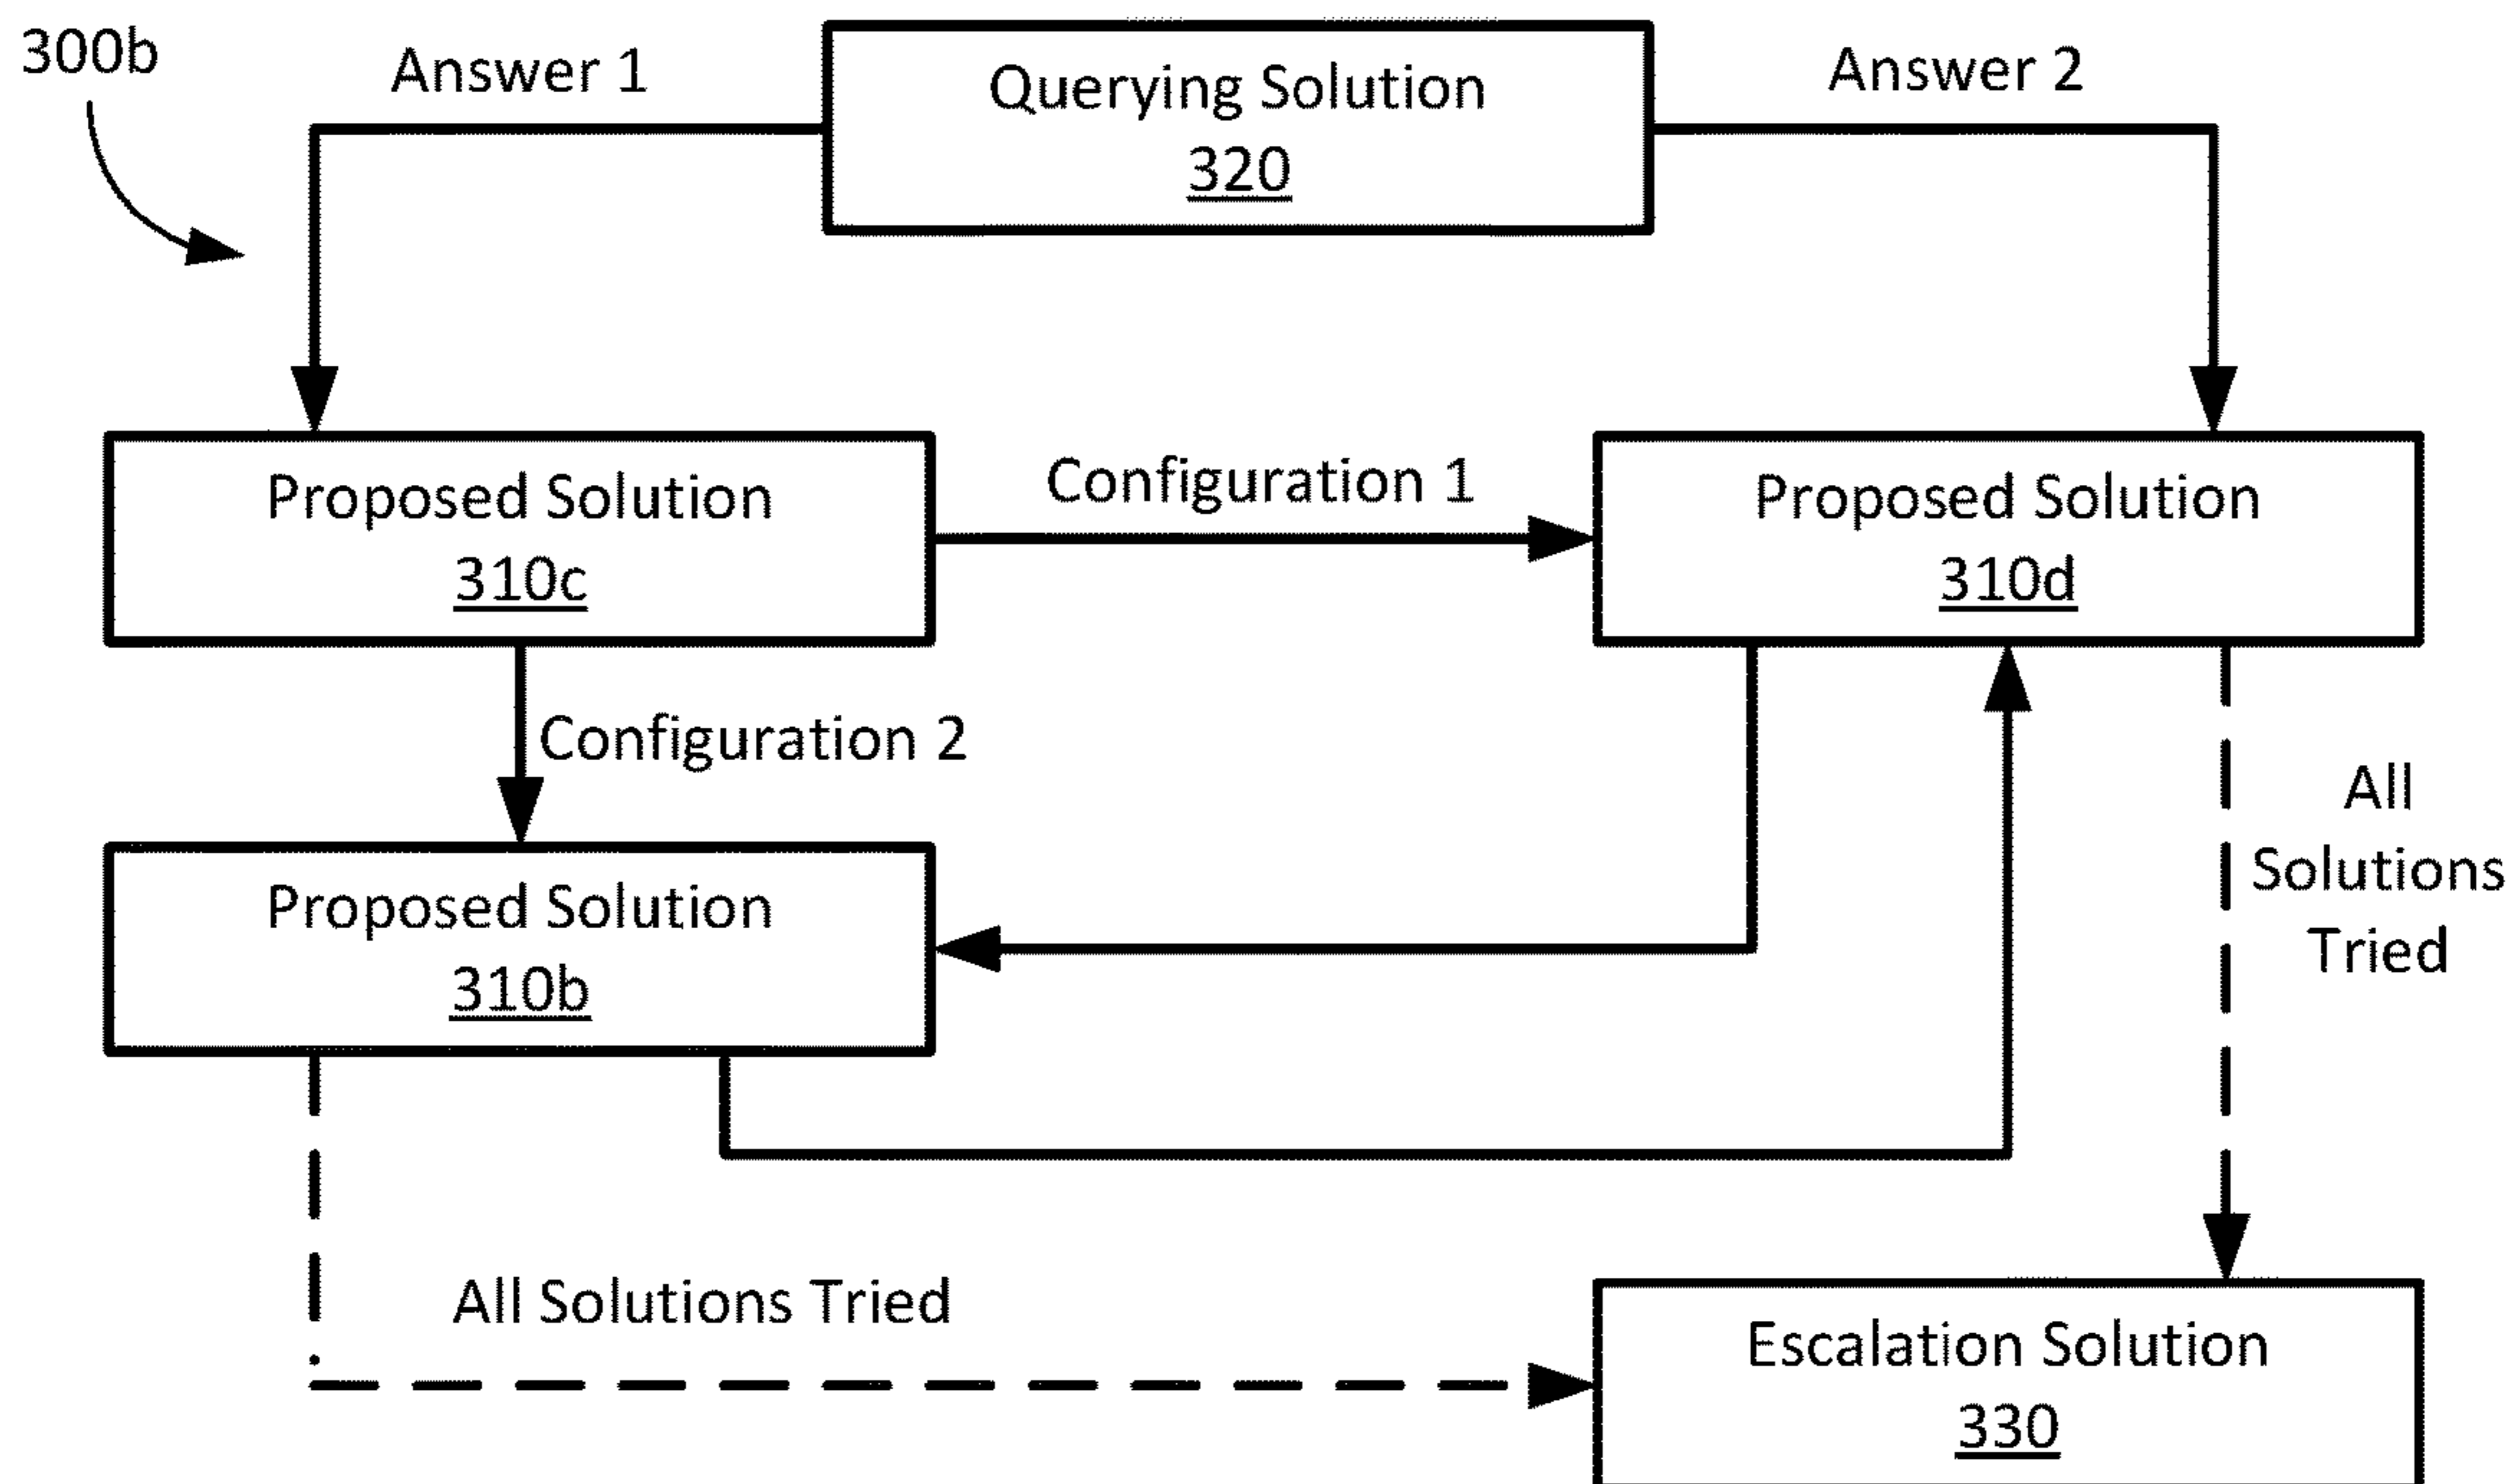 300b
Answer 1
Querying Solution
320
Answer 2
Proposed Solution
310c
Configuration 1
Proposed Solution
310d
Configuration 2
All
Solutions
Tried
Proposed Solution
310b
All Solutions Tried
Escalation Solution
330